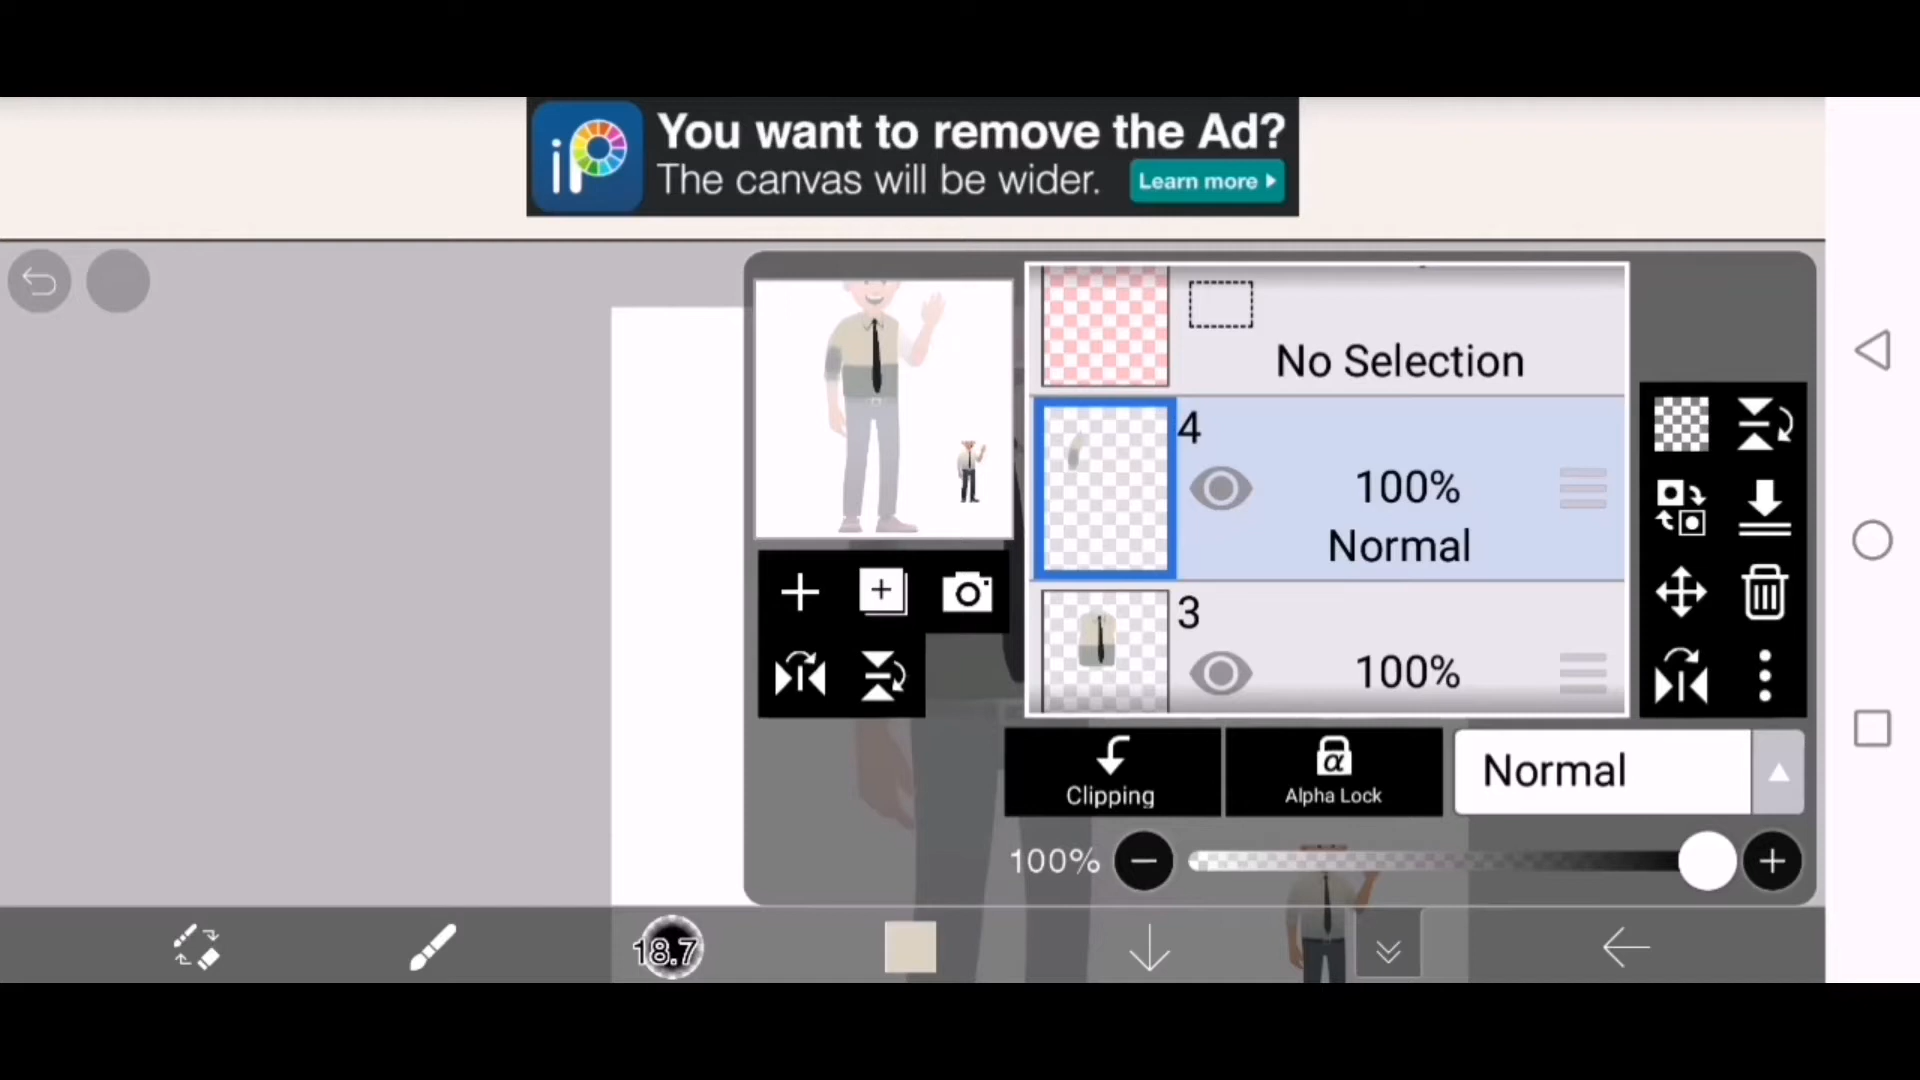 iP
You want to remove the Ad?
The canvas will be wider.
Learn more
No Selection
4
100%
Normal
3
100%
Clipping
α
Alpha Lock
Normal
100%
18.7